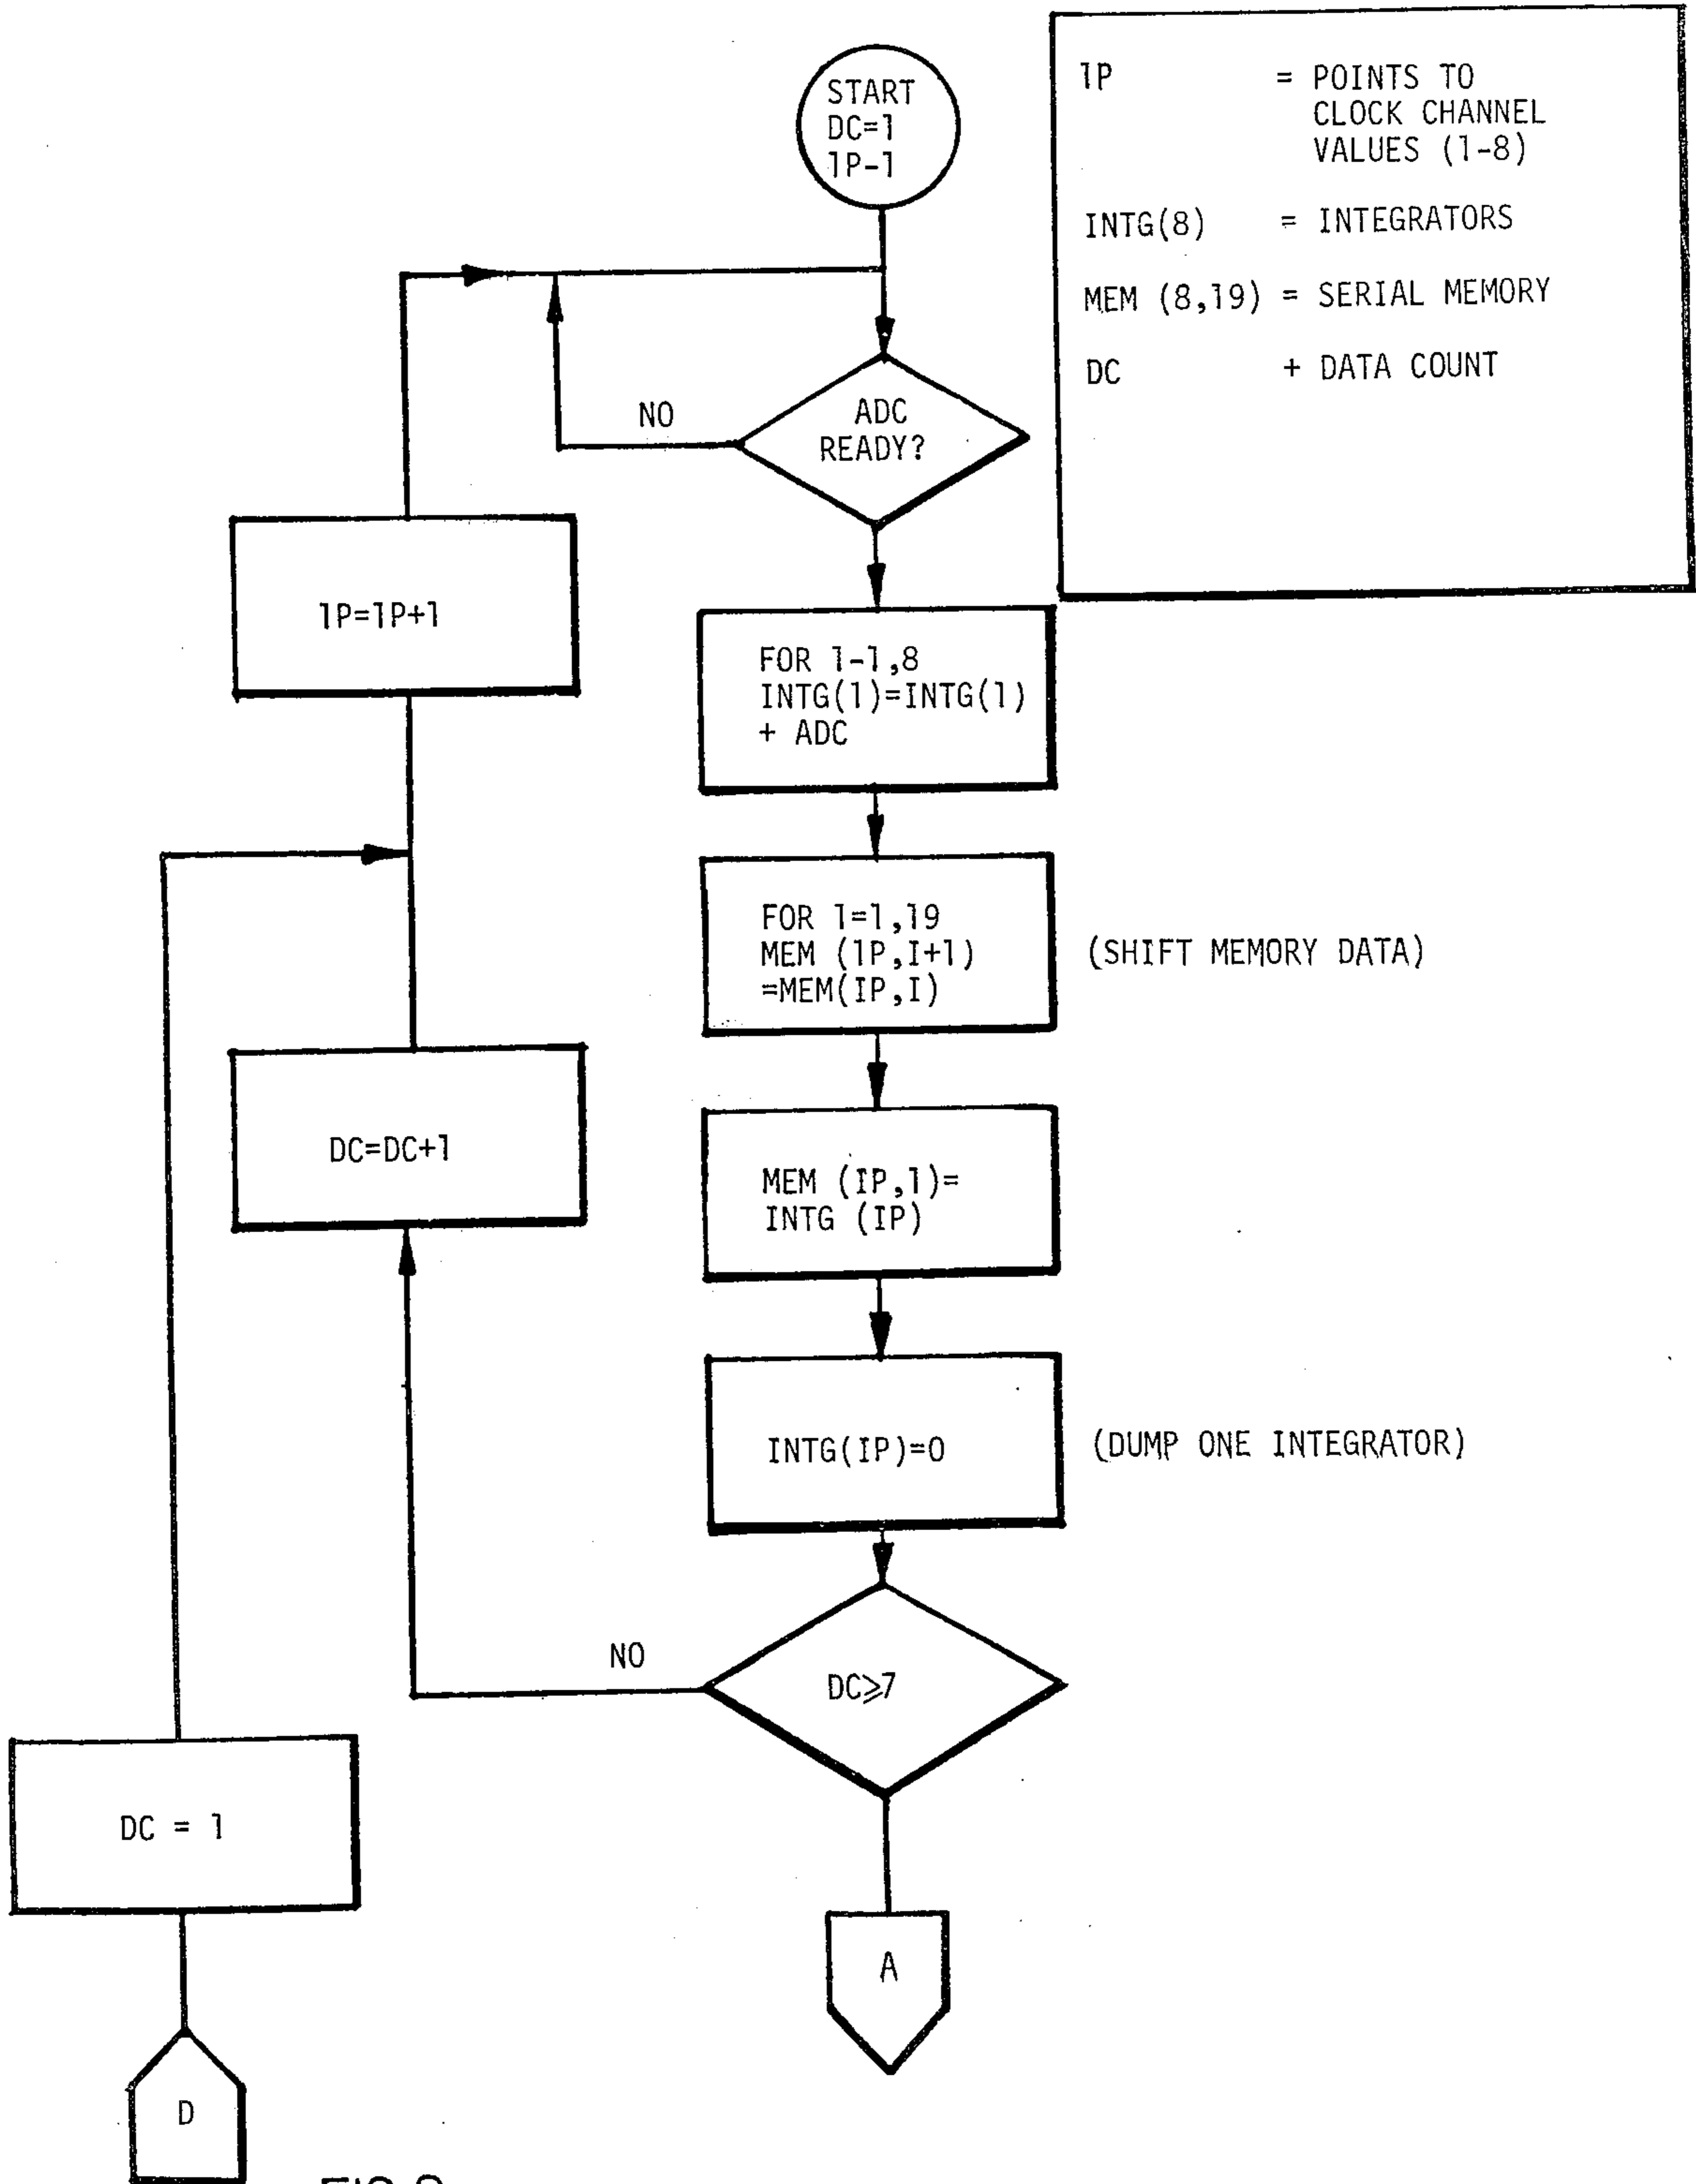 START
DC=1
1P-1
1P = POINTS TO
CLOCK CHANNEL
VALUES (1-8)
INTG(8) = INTEGRATORS
MEM (8,19) = SERIAL MEMORY
DC + DATA COUNT
NO
ADC
READY?
1P=1P+1
FOR 1-1,8
INTG(1)=INTG(1)
+ ADC
FOR 1=1,19
MEM (1P,I+1)
=MEM(IP,I)
(SHIFT MEMORY DATA)
DC=DC+1
MEM (IP,1)=
INTG (IP)
INTG(IP)=0
(DUMP ONE INTEGRATOR)
NO
DC⩾7
DC = 1
A
D